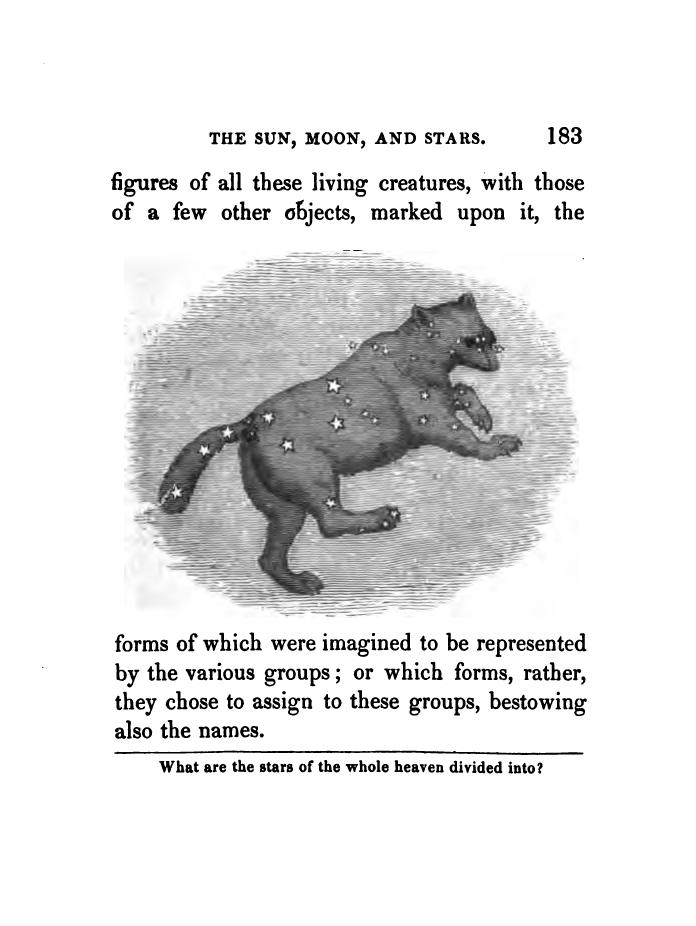 THE SUN, MOON, AND STARS. 183
figures of all these living creatures, with those
of a few other objects, marked upon it, the
forms of which were imagined to be represented
by the various groups; or which forms, rather,
they chose to assign to these groups, bestowing
also the names.
What are the stars of the whole heaven divided into?